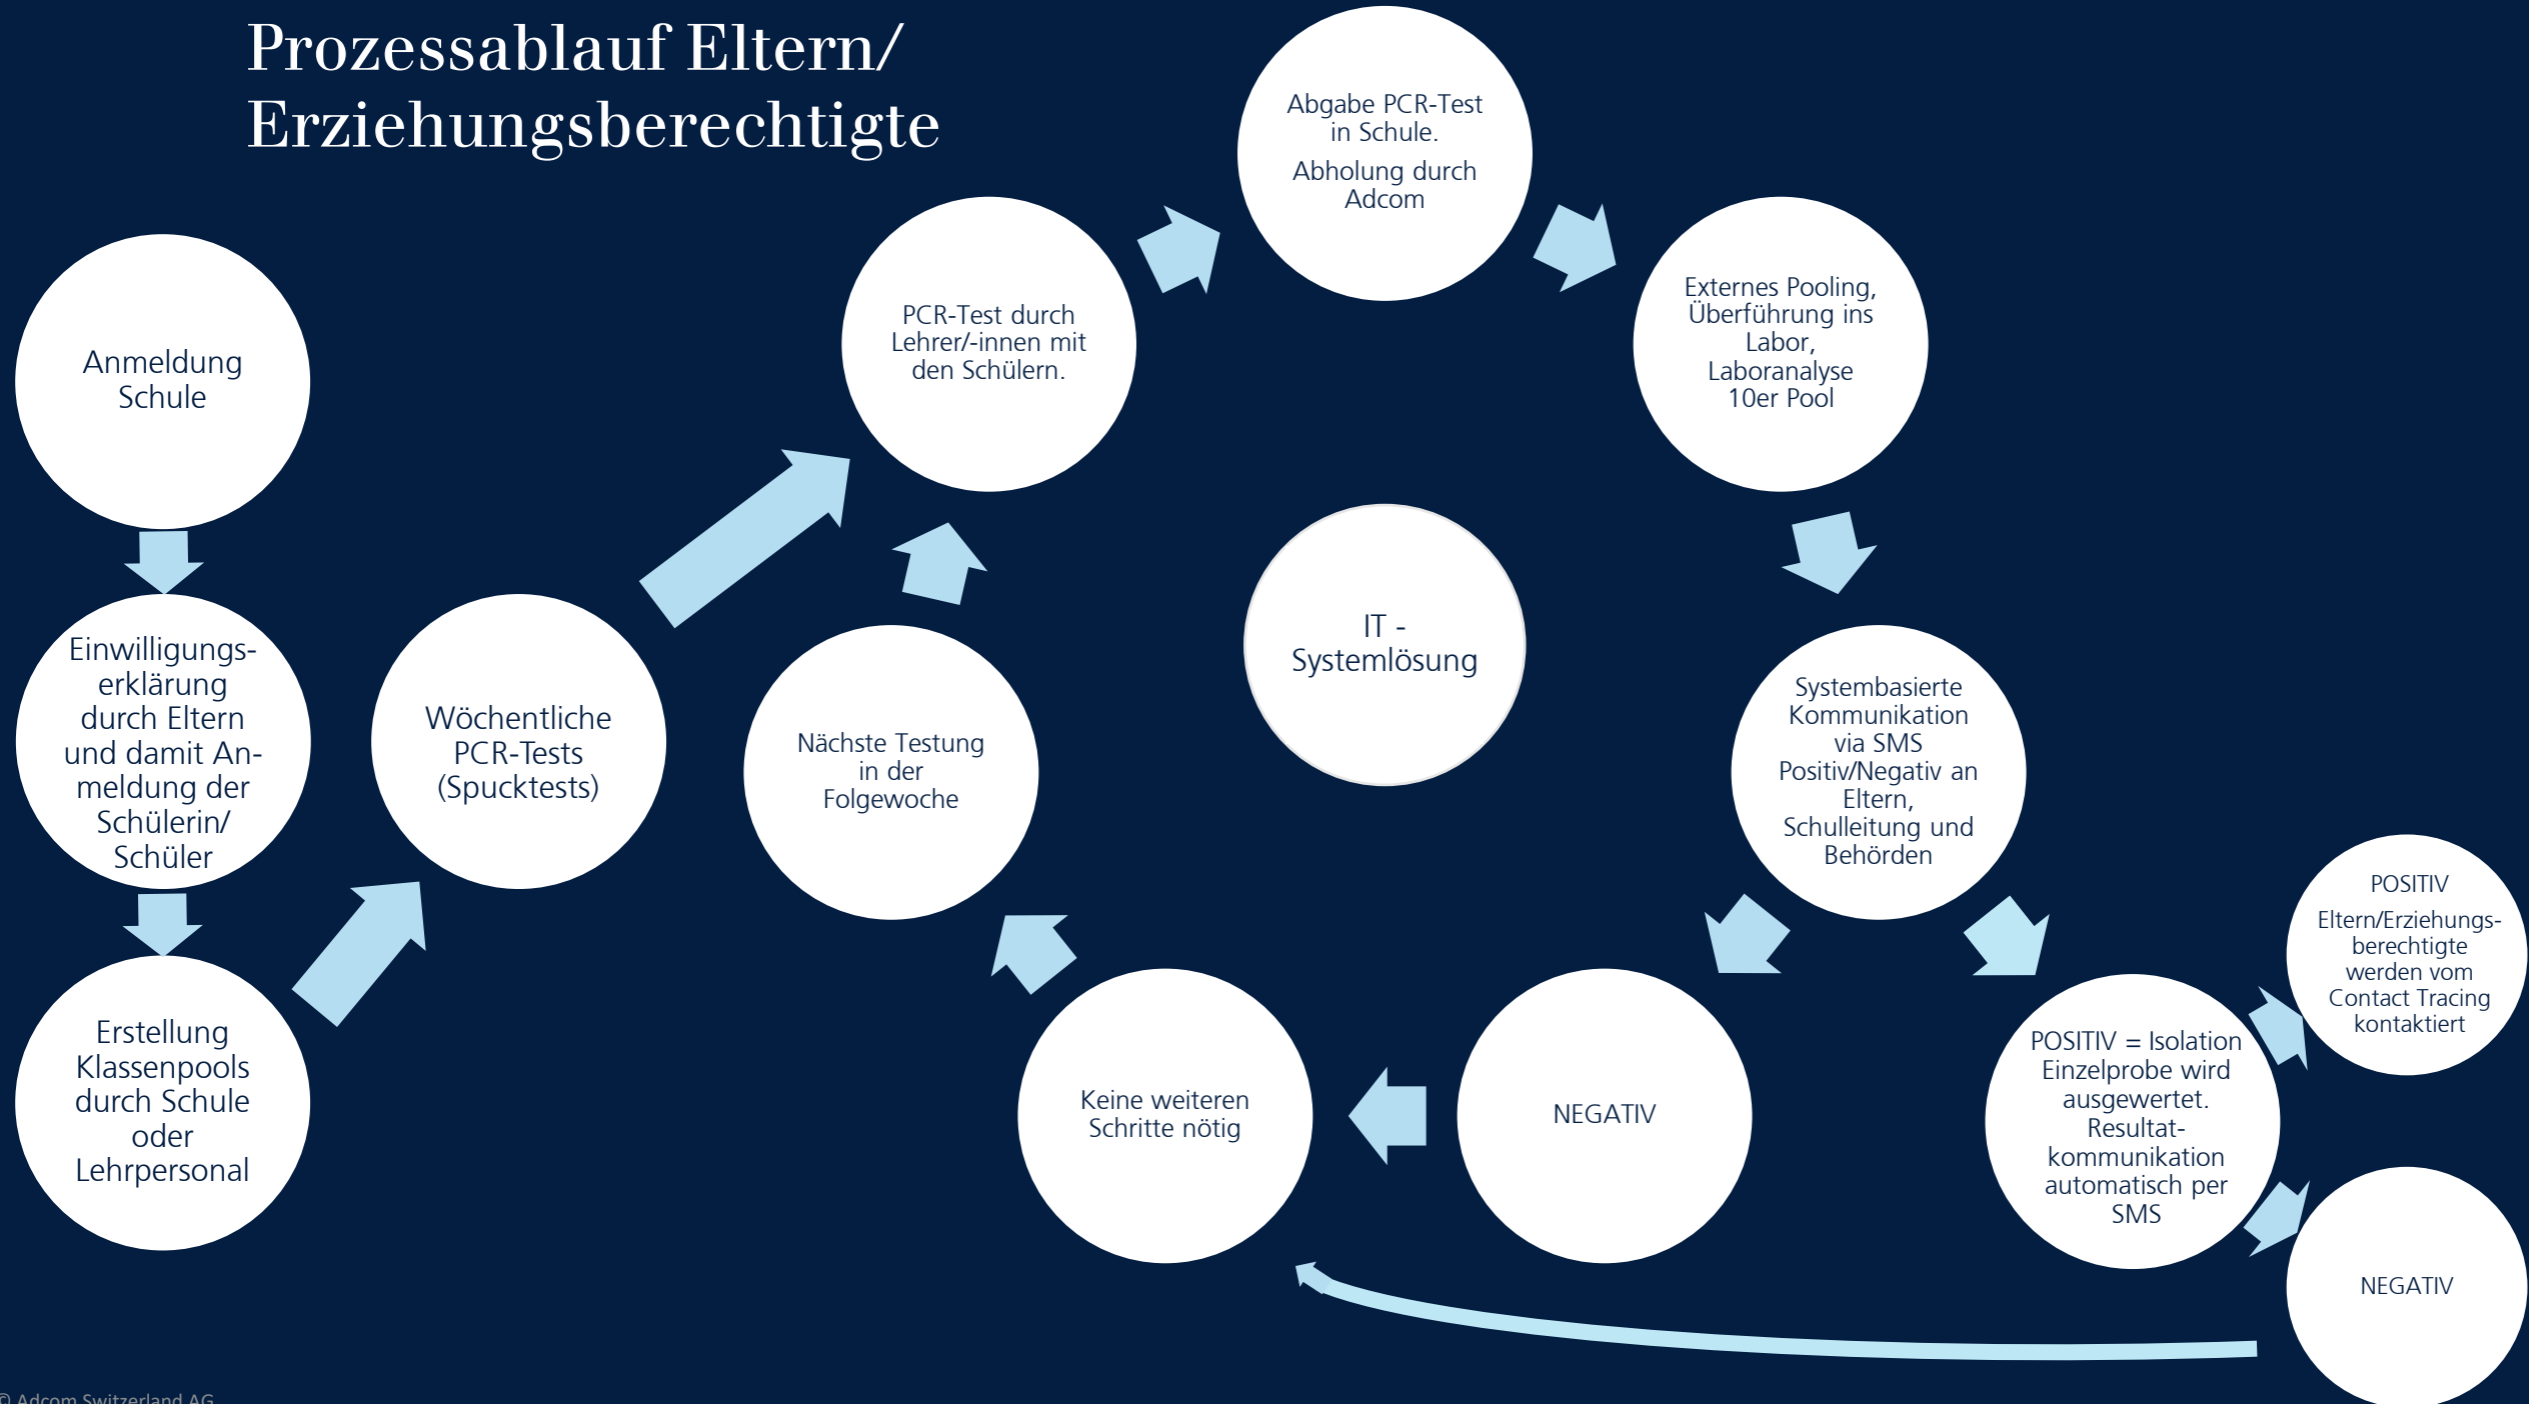 Prozessablauf Eltern/
Erziehungsberechtigte
Anmeldung
Schule
Einwilligungs-
erklärung
durch Eltern
und damit An-
meldung der
Schülerin/
Schüler
Erstellung
Klassenpools
durch Schule
oder
Lehrpersonal
Wöchentliche
PCR-Tests
(Spucktests)
PCR-Test durch
Lehrer/-innen mit
den Schülern.
Abgabe PCR-Test
in Schule.
Abholung durch
Adcom
Externes Pooling,
Überführung ins
Labor,
Laboranalyse
10er Pool
Systembasierte
Kommunikation
via SMS
Positiv/Negativ an
Eltern,
Schulleitung und
Behörden
NEGATIV
Keine weiteren
Schritte nötig
Nächste Testung
in der
Folgewoche
IT -
Systemlösung
POSITIV = Isolation
Einzelprobe wird
ausgewertet.
Resultat-
kommunikation
automatisch per
SMS
POSITIV
Eltern/Erziehungs-
berechtigte
werden vom
Contact Tracing
kontaktiert
NEGATIV
© Adcom Switzerland AG